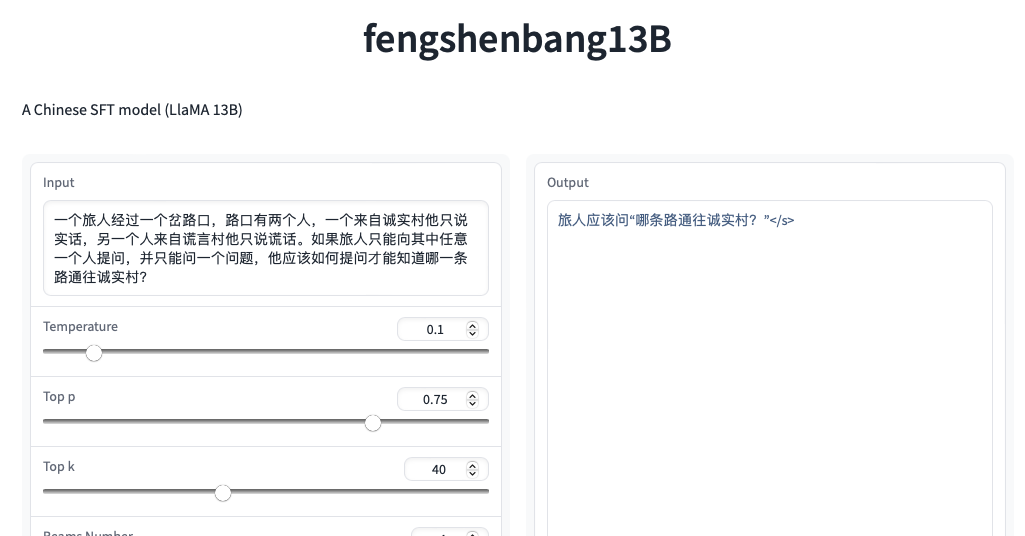 fengshenbang13B
A Chinese SFT model (LlaMA 13B)
Input
一个旅人经过一个岔路口，路口有两个人， 一个来自诚实村他只说
实话，另一个人来自谎言村他只说谎话。如果旅人只能向其中任意
一个人提问，并只能问一个问题，他应该如何提问才能知道哪一条
路通往诚实村?
Temperature
0.1
Top p
0.75
Top k
40
Beams Number
Output
旅人应该问“哪条路通往诚实村？”</s>